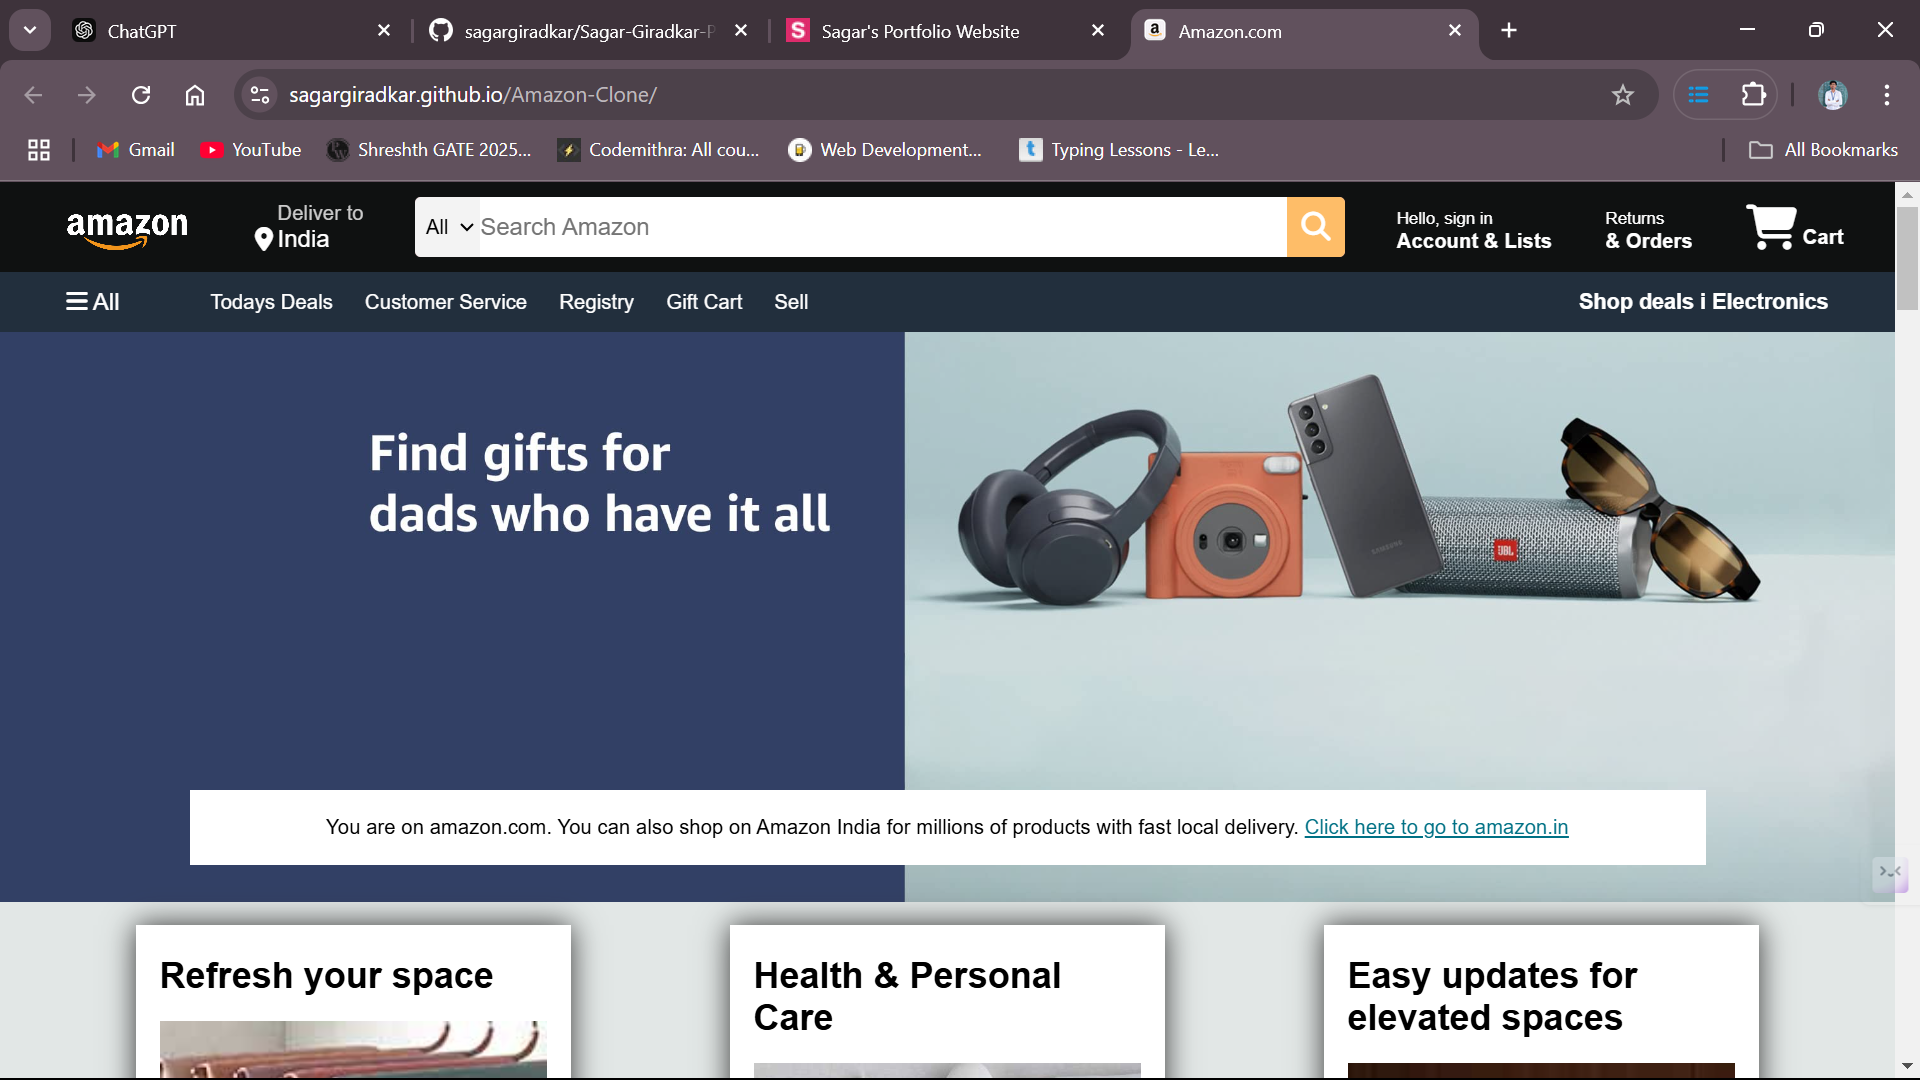 ChatGPT
sagargiradkar/Sagar-Giradkar-P
S Sagar's Portfolio Website
a Amazon.com
sagargiradkar.github.io/Amazon-Clone/
Gmail
YouTube
Shreshth GATE 2025...
Codemithra: All cou...
Web Development...
t Typing Lessons - Le...
All Bookmarks
amazon
Deliver to
India
All
Search Amazon
Hello, sign in
Account & Lists
Returns
& Orders
Cart
All
Todays Deals
Customer Service
Registry
Gift Cart
Sell
Shop deals i Electronics
Find gifts for
dads who have it all
SAMSUNG
JBL
You are on amazon.com. You can also shop on Amazon India for millions of products with fast local delivery. Click here to go to amazon.in
Refresh your space
Health & Personal
Care
Easy updates for
elevated spaces